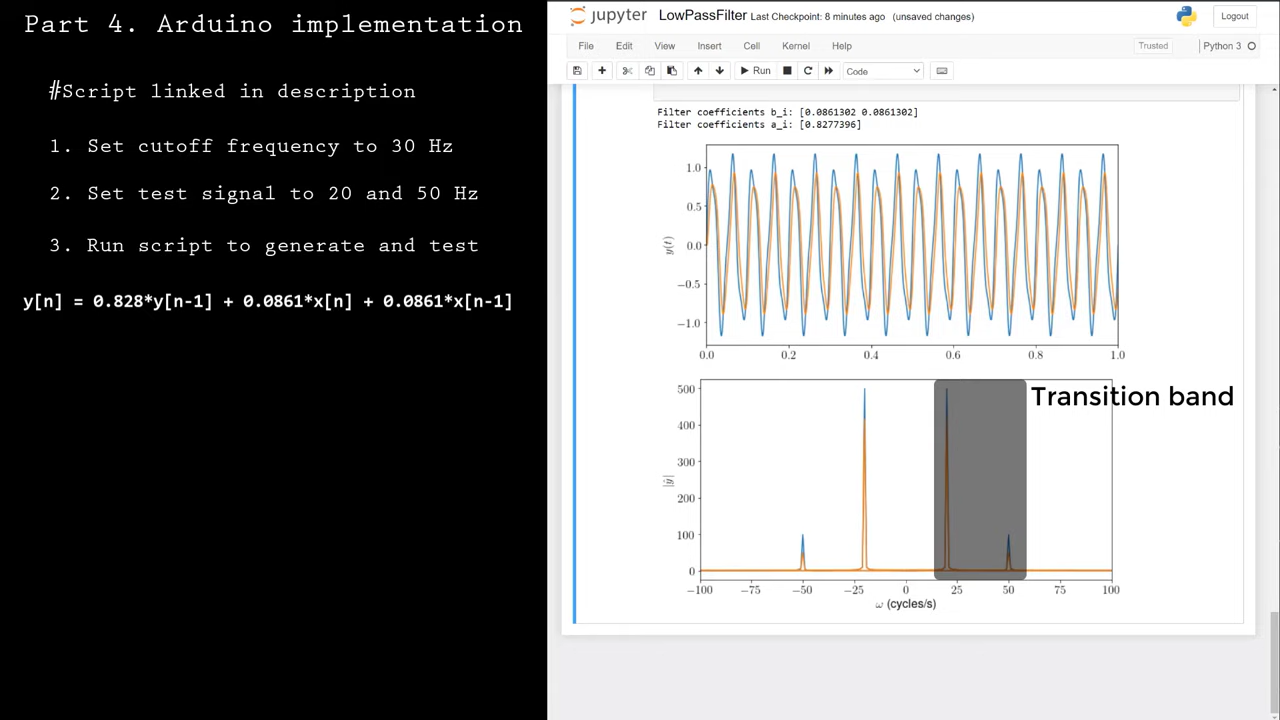 Part 4. Arduino implementation
#Script linked in description
1. Set cutoff frequency to 30 Hz
2. Set test signal to 20 and 50 Hz
3. Run script to generate and test
y[n] = 0.828*y[n-1] + 0.0861*x[n] + 0.0861*x[n-1]
jupyter LowPassFilter Last Checkpoint: 8 minutes ago (unsaved changes) Logout
File Edit View Insert Cell Kernel Help Trusted Python 3
Run Code
Filter coefficients b_i: [0.0861302 0.0861302]
Filter coefficients a_i: [0.8277396]
1.0
0.5
0.0
−0.5
−1.0
y(t)
0.0 0.2 0.4 0.6 0.8 1.0
Transition band
500
400
300
200
100
0
|ŷ|
−100 −75 −50 −25 0 25 50 75 100
ω (cycles/s)